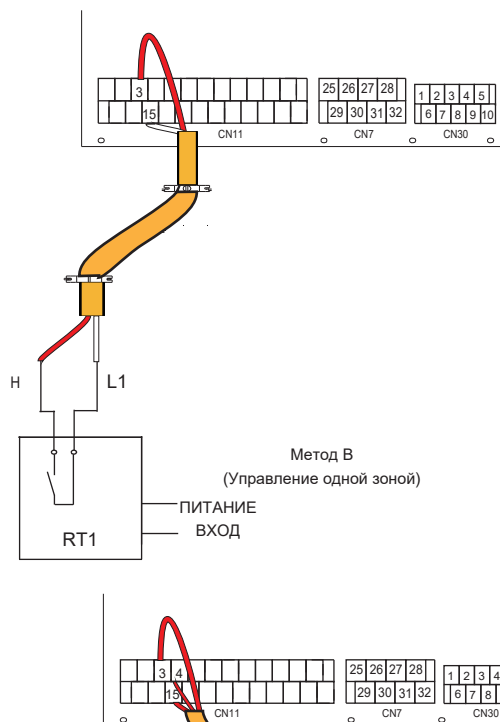 3
25 26 27 28
1 2 3 4 5
15
29 30 31 32
6 7 8 9 10
CN11 CN7 CN30
H L1
Метод B
(Управление одной зоной)
ПИТАНИЕ
ВХОД
RT1
3 4
25 26 27 28
1 2 3 4
15
29 30 31 32
6 7 8
CN11 CN7 CN30